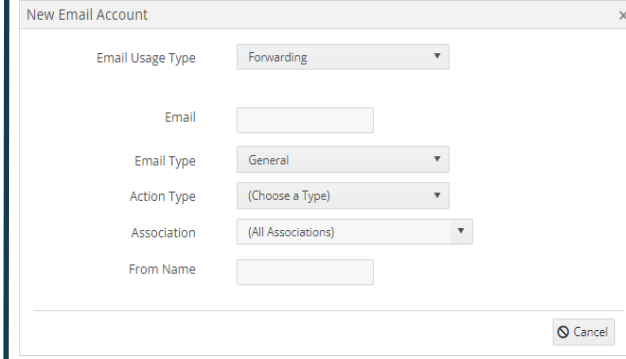 New Email Account
Email Usage Type Forwarding
Email
Email Type General
Action Type (Choose a Type)
Association (All Associations)
From Name
Cancel